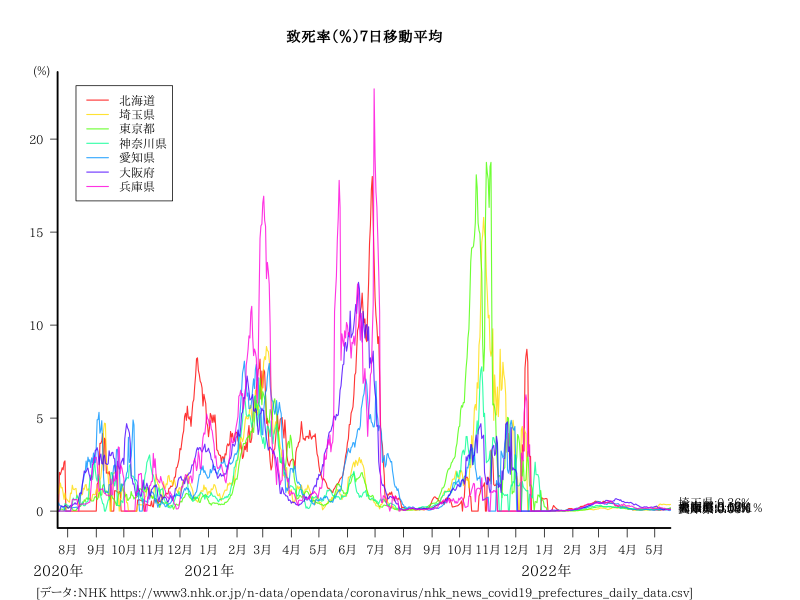 致死率(%)7日移動平均
(%)
北海道
埼玉県
東京都
神奈川県
愛知県
大阪府
兵庫県
20
15
10
5
0
埼玉県:0.36%
8月 9月 10月 11月 12月 1月 2月 3月 4月 5月 6月 7月 8月 9月 10月 11月 12月 1月 2月 3月 4月 5月
2020年 2021年 2022年
[データ:NHK https://www3.nhk.or.jp/n-data/opendata/coronavirus/nhk_news_covid19_prefectures_daily_data.csv]